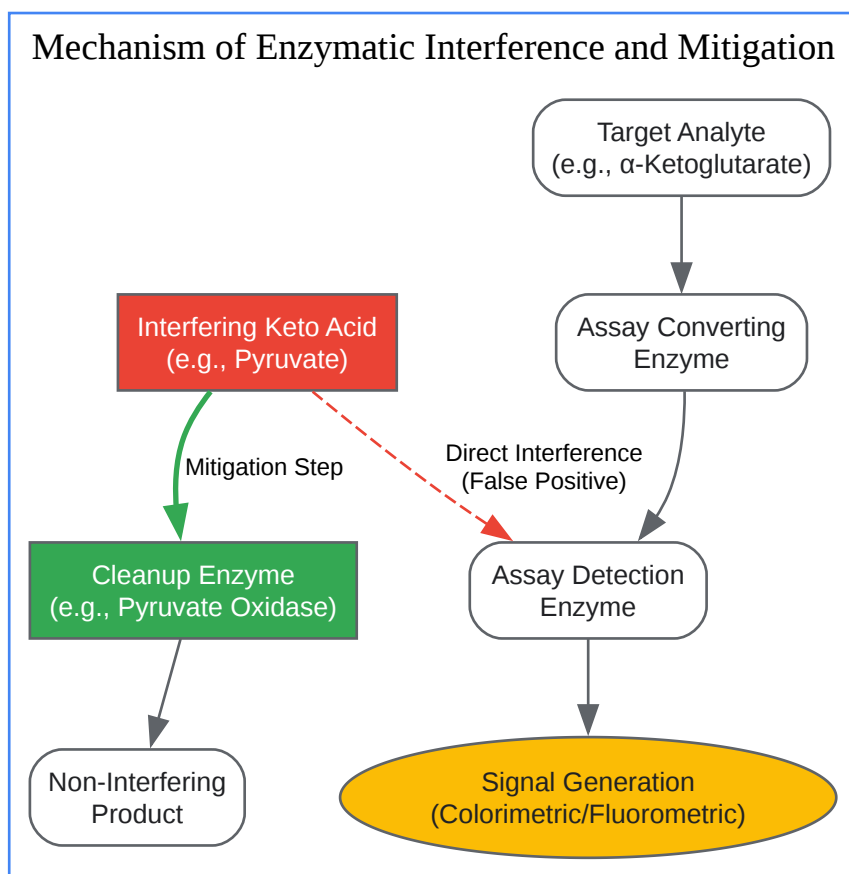 Mechanism of Enzymatic Interference and Mitigation
Target Analyte
(e.g., α-Ketoglutarate)
Interfering Keto Acid
(e.g., Pyruvate)
Assay Converting
Enzyme
Mitigation Step
Direct Interference
(False Positive)
Cleanup Enzyme
(e.g., Pyruvate Oxidase)
Assay Detection
Enzyme
Non-Interfering
Product
Signal Generation
(Colorimetric/Fluorometric)